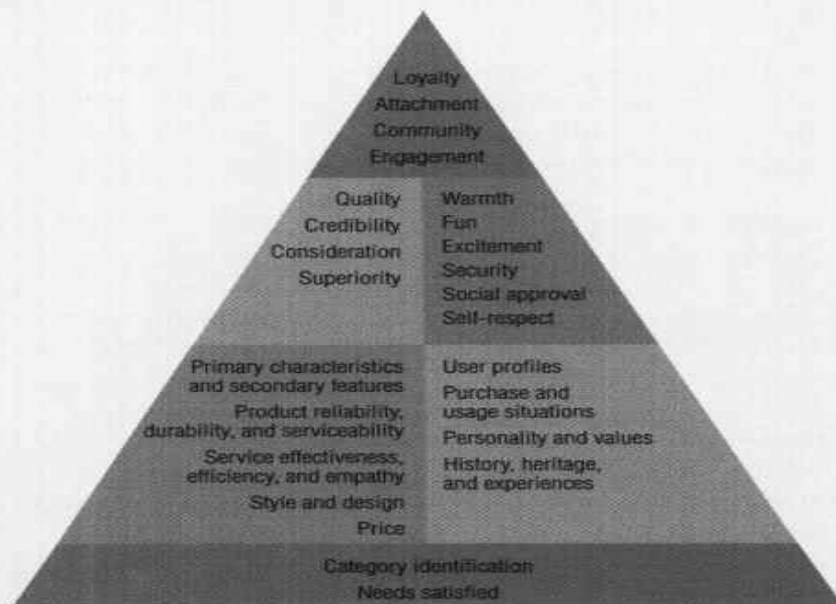 Loyalty
Attachment
Community
Engagement
Quality
Credibility
Consideration
Superiority
Warmth
Fun
Excitement
Security
Social approval
Self-respect
Primary characteristics
and secondary features
Product reliability,
durability, and serviceability
Service effectiveness,
efficiency, and empathy
Style and design
Price
User profiles
Purchase and
usage situations
Personality and values
History, heritage,
and experiences
Category identification
Needs satisfied